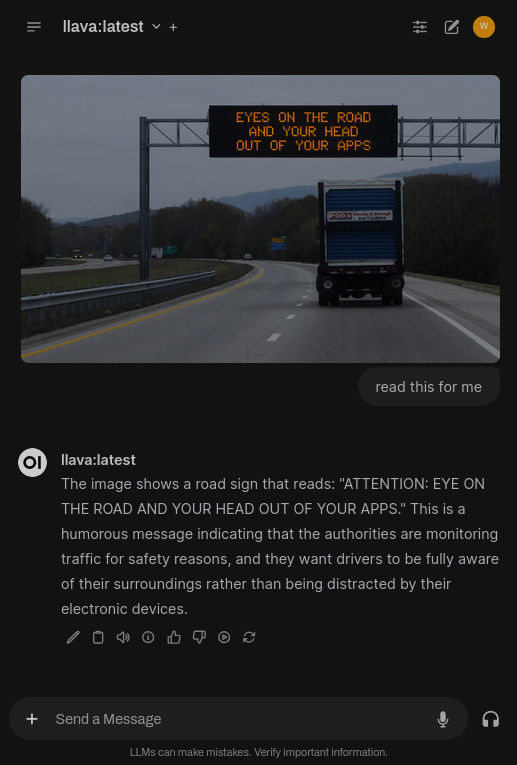 llava:latest
W
EYES ON THE ROAD
AND YOUR HEAD
OUT OF YOUR APPS
read this for me
OI
llava:latest
The image shows a road sign that reads: "ATTENTION: EYE ON
THE ROAD AND YOUR HEAD OUT OF YOUR APPS." This is a
humorous message indicating that the authorities are monitoring
traffic for safety reasons, and they want drivers to be fully aware
of their surroundings rather than being distracted by their
electronic devices.
Send a Message
LLMs can make mistakes. Verify important information.